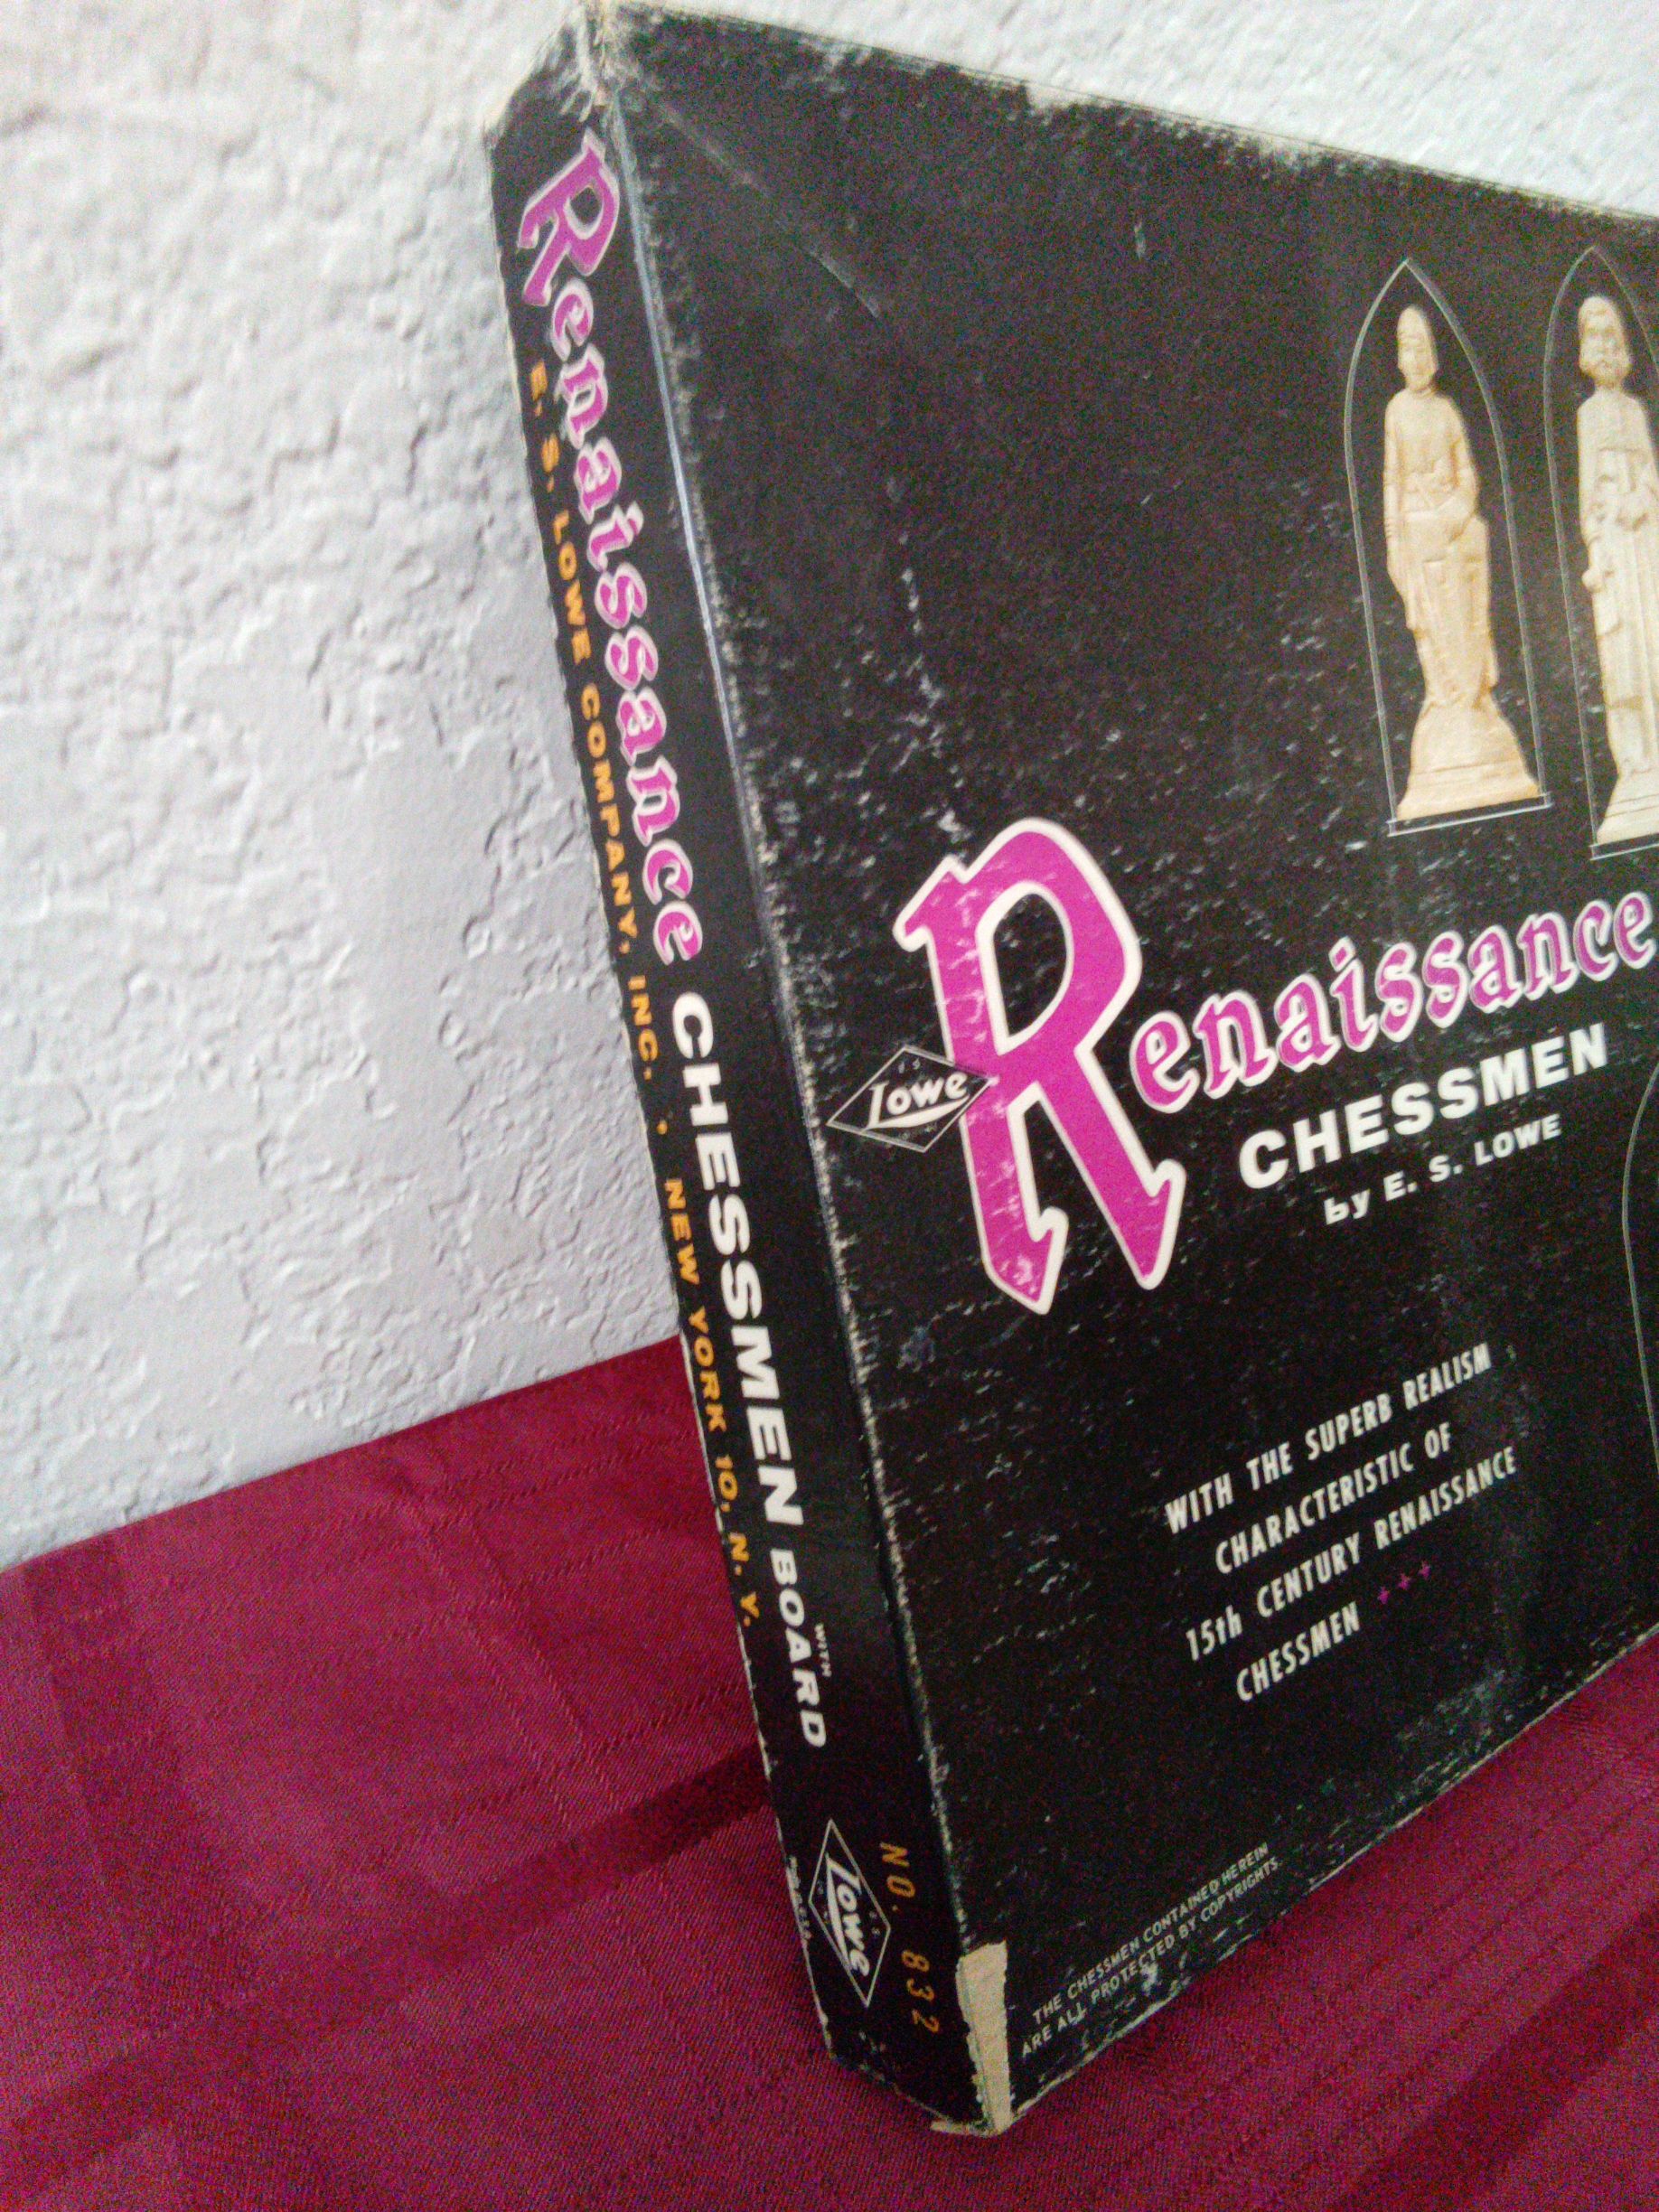 Renaissance CHESSMEN WITH BOARD
E. S. LOWE COMPANY, INC. • NEW YORK 10, N. Y.
E S
Lowe
NO. 832
E S
Lowe
Renaissance
CHESSMEN
by E. S. LOWE
WITH THE SUPERB REALISM
CHARACTERISTIC OF
15th CENTURY RENAISSANCE
CHESSMEN
THE CHESSMEN CONTAINED HEREIN
ARE ALL PROTECTED BY COPYRIGHTS.